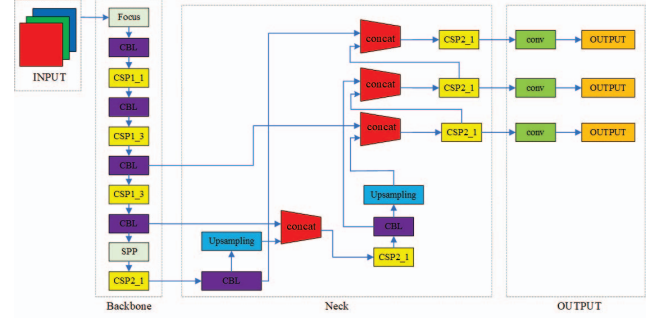 INPUT
Focus
CBL
CSP1_1
CBL
CSP1_3
CBL
CSP1_3
CBL
SPP
CSP2_1
Backbone
Upsampling
CBL
concat
CSP2_1
CBL
Upsampling
concat
concat
concat
CSP2_1
CSP2_1
CSP2_1
Neck
conv
OUTPUT
conv
OUTPUT
conv
OUTPUT
OUTPUT